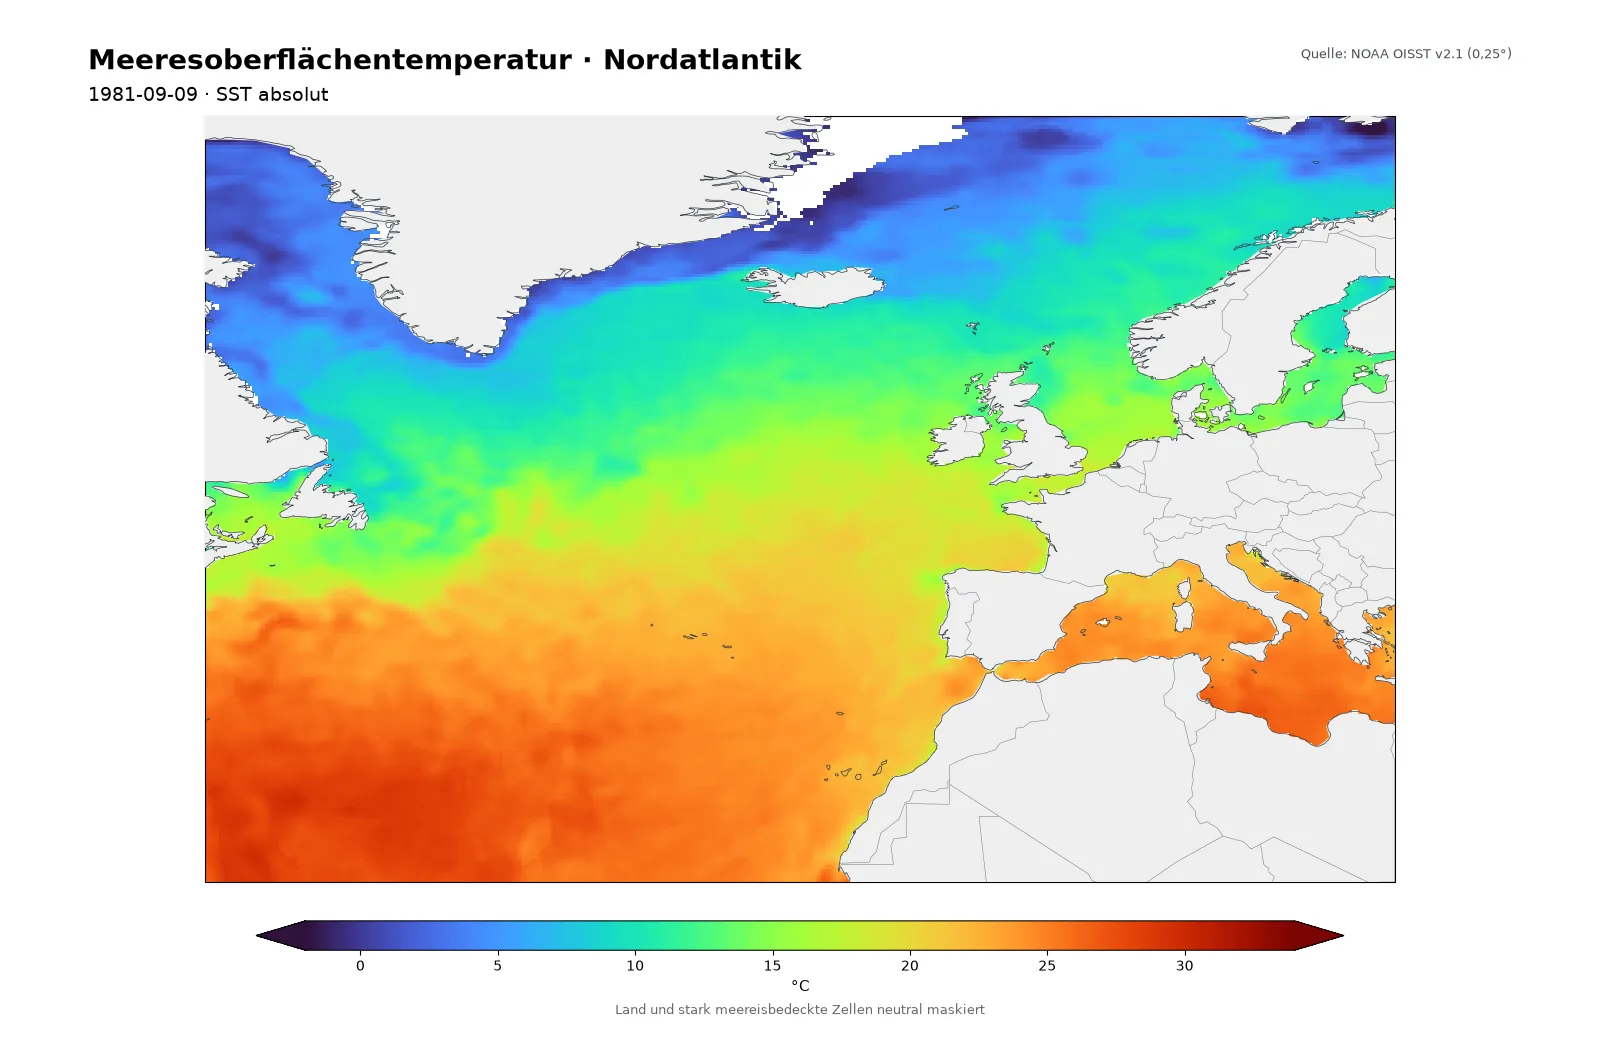 Meeresoberflächentemperatur · Nordatlantik
Quelle: NOAA OISST v2.1 (0,25°)
1981-09-09 · SST absolut
0 5 10 15 20 25 30
°C
Land und stark meereisbedeckte Zellen neutral maskiert